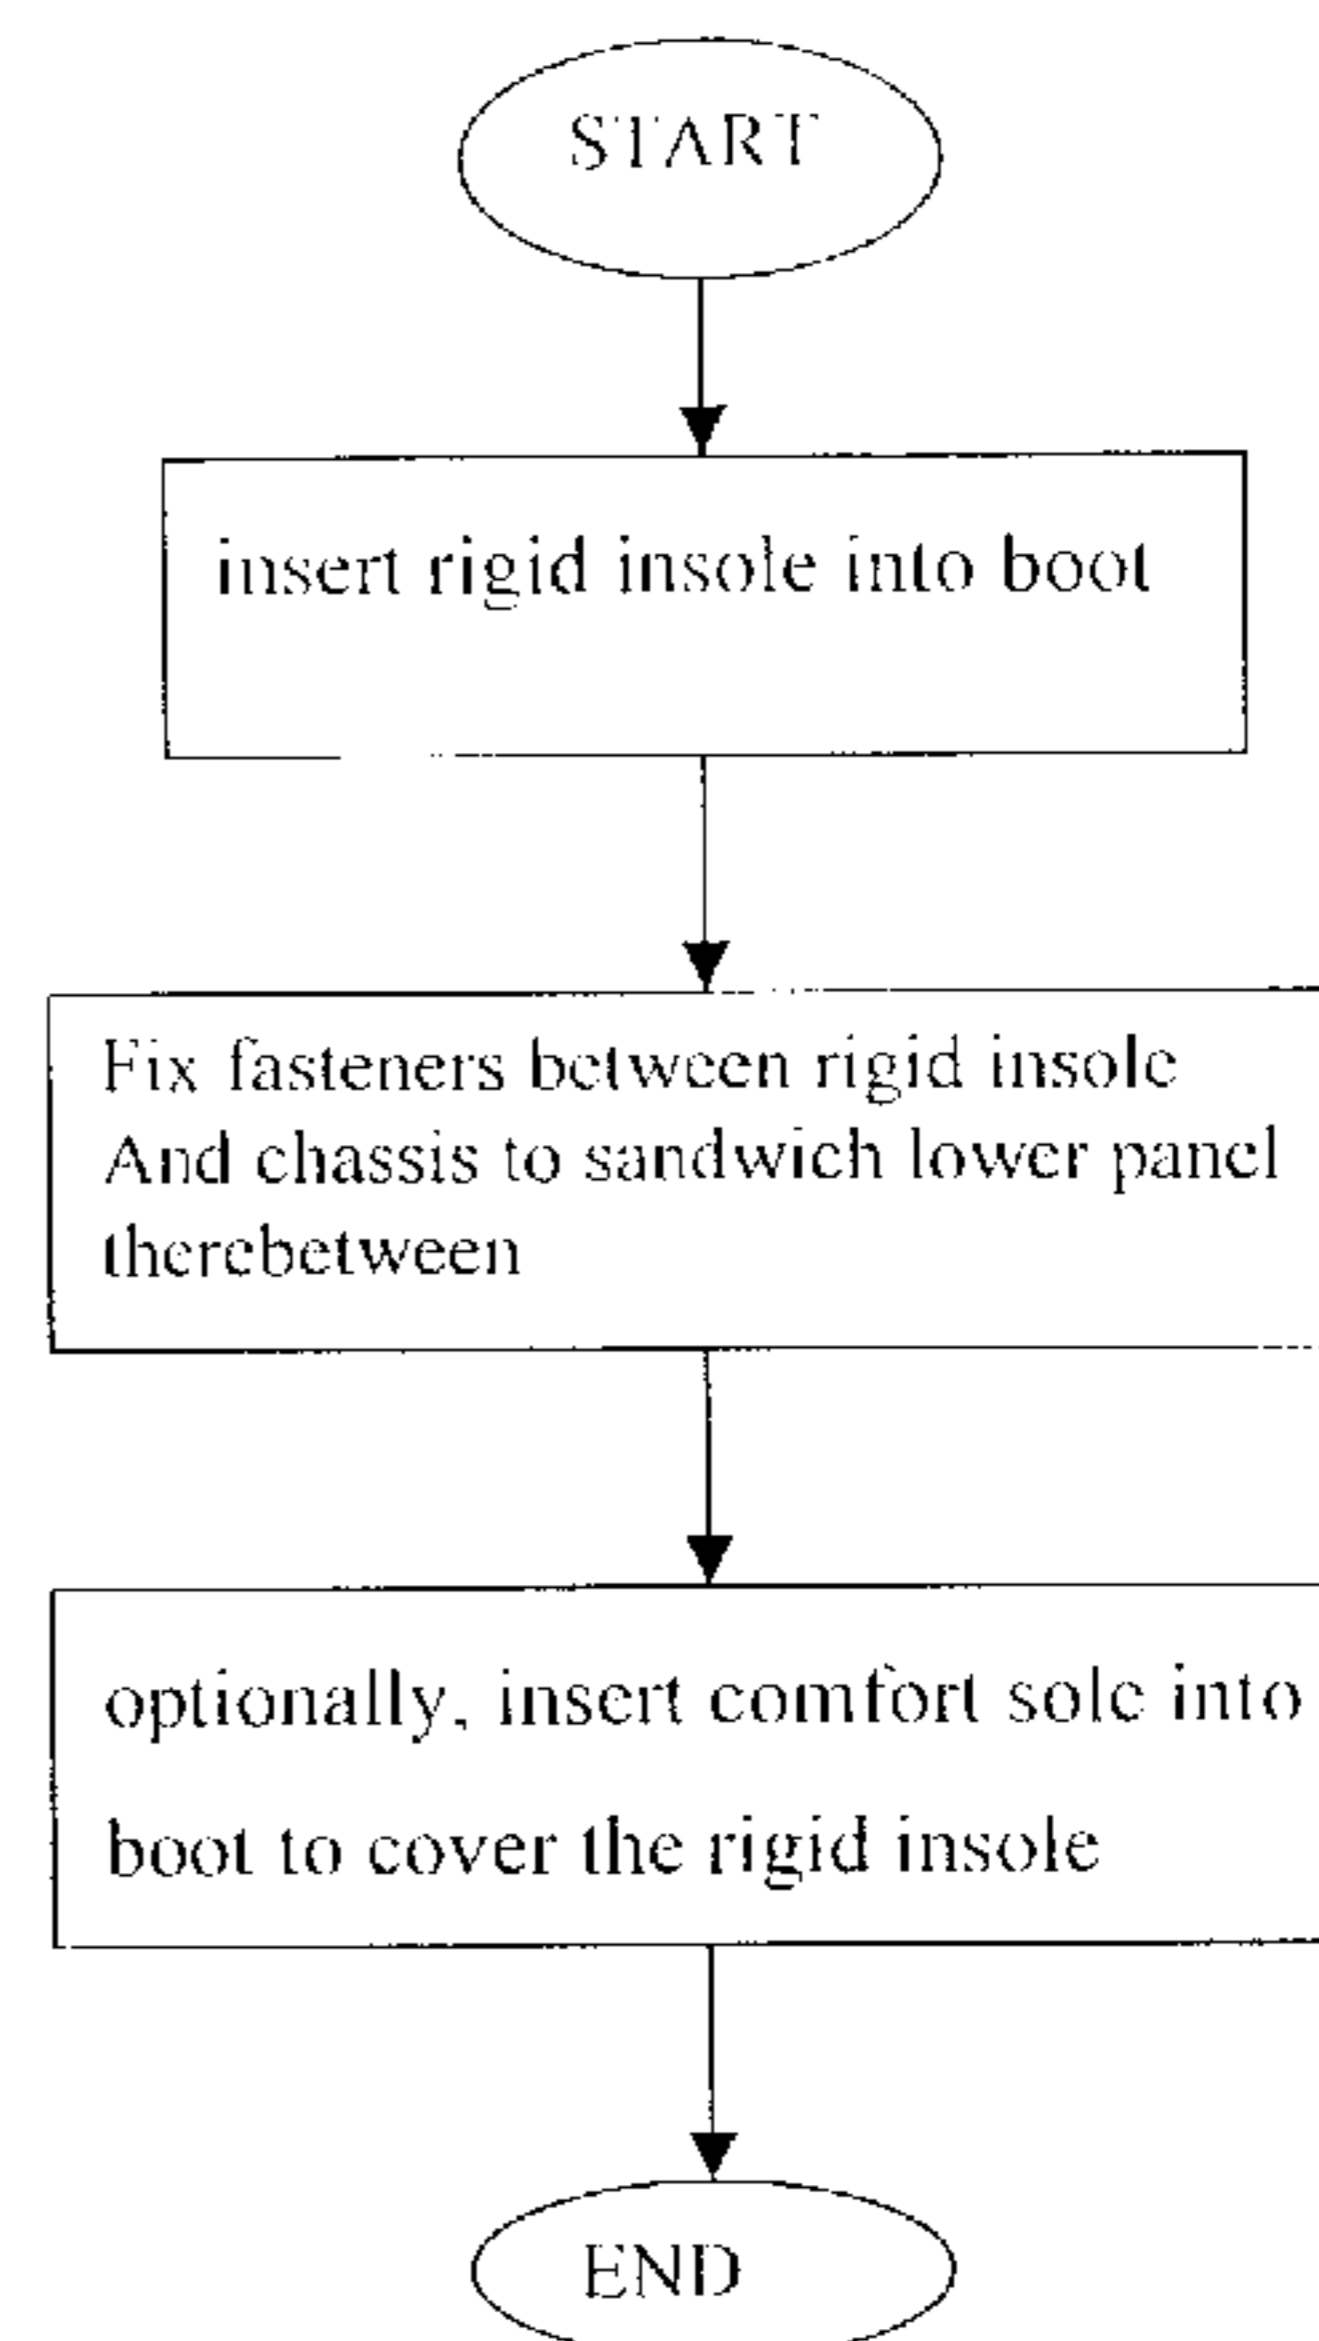 START
insert rigid insole into boot
Fix fasteners between rigid insole
And chassis to sandwich lower panel
therebetween
optionally, insert comfort sole into
boot to cover the rigid insole
END